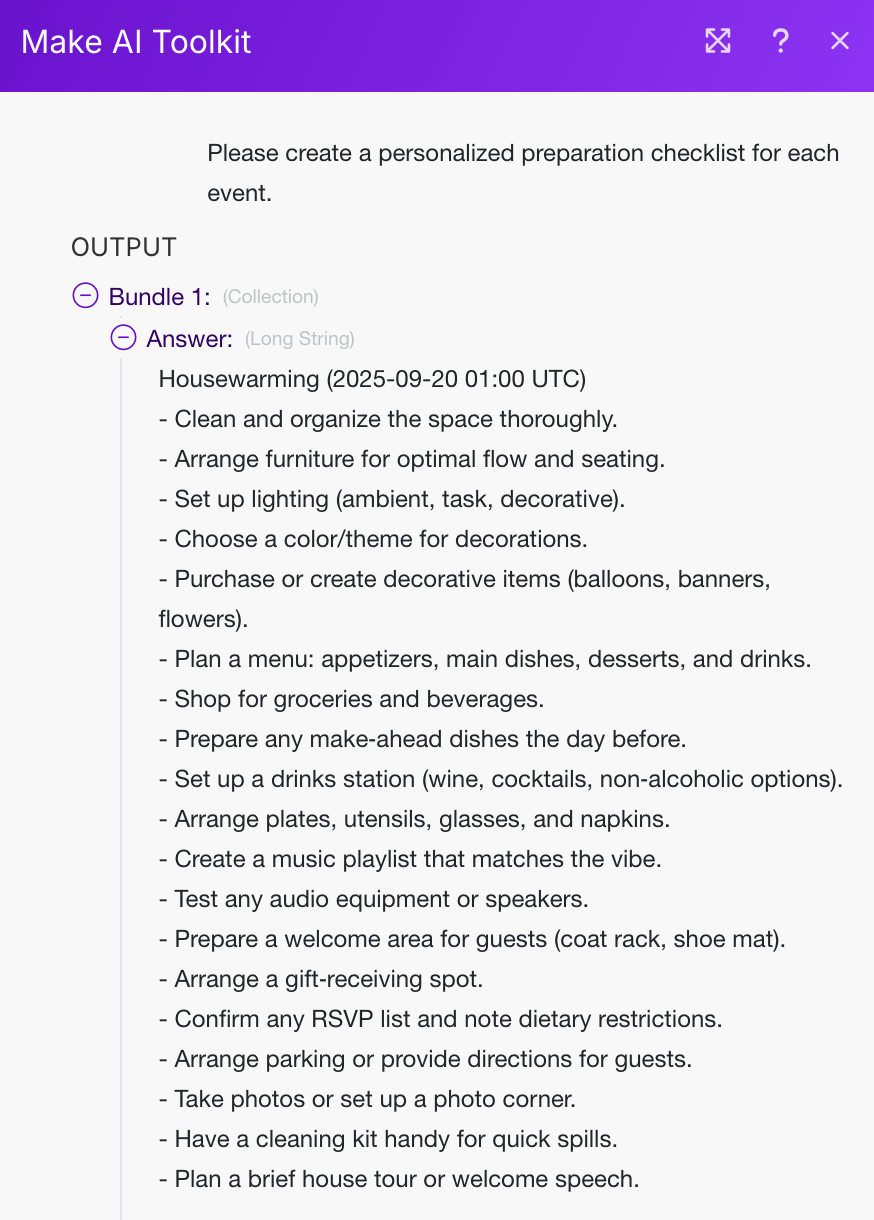 Make AI Toolkit
?
Please create a personalized preparation checklist for each
event.
OUTPUT
Bundle 1: (Collection)
Answer: (Long String)
Housewarming (2025-09-20 01:00 UTC)
- Clean and organize the space thoroughly.
- Arrange furniture for optimal flow and seating.
- Set up lighting (ambient, task, decorative).
- Choose a color/theme for decorations.
- Purchase or create decorative items (balloons, banners,
flowers).
- Plan a menu: appetizers, main dishes, desserts, and drinks.
- Shop for groceries and beverages.
- Prepare any make-ahead dishes the day before.
- Set up a drinks station (wine, cocktails, non-alcoholic options).
- Arrange plates, utensils, glasses, and napkins.
- Create a music playlist that matches the vibe.
- Test any audio equipment or speakers.
- Prepare a welcome area for guests (coat rack, shoe mat).
- Arrange a gift-receiving spot.
- Confirm any RSVP list and note dietary restrictions.
- Arrange parking or provide directions for guests.
- Take photos or set up a photo corner.
- Have a cleaning kit handy for quick spills.
- Plan a brief house tour or welcome speech.